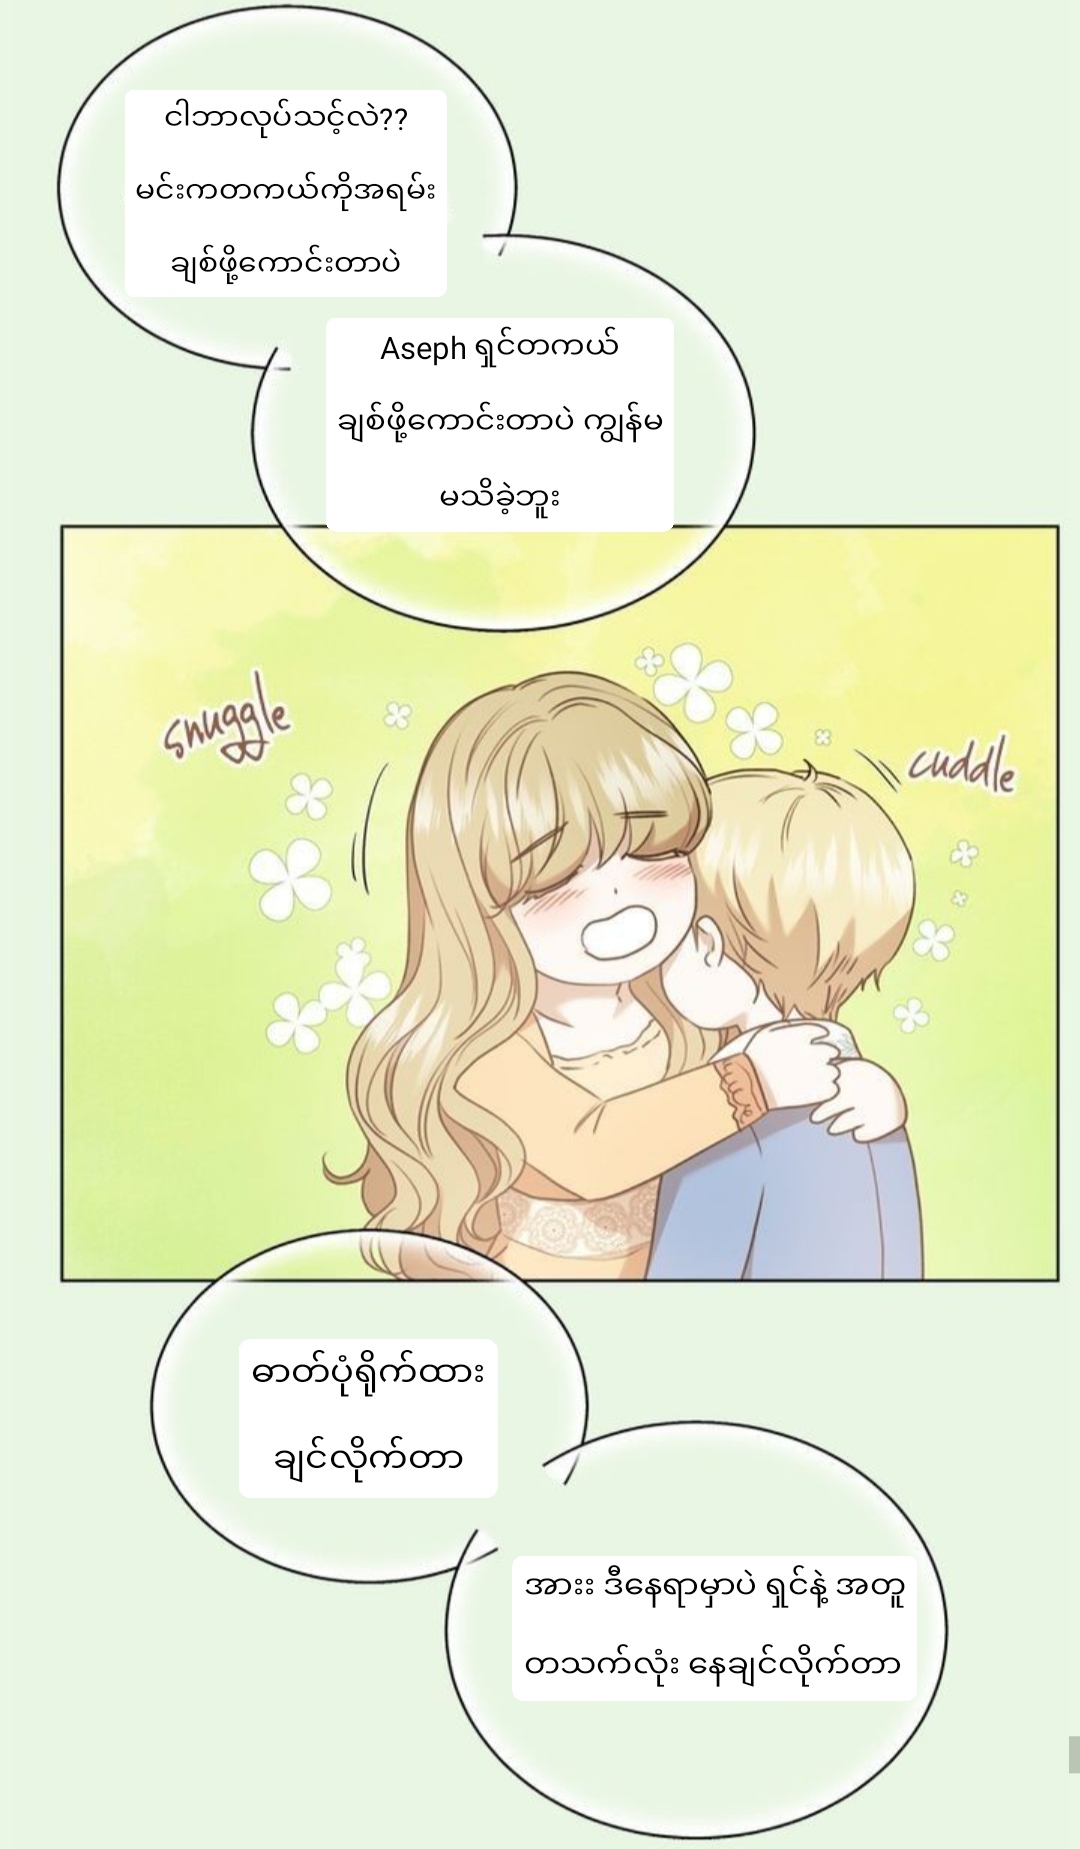 ငါဘာလုပ်သင့်လဲ??
မင်းကတကယ်ကိုအရမ်း
ချစ်ဖို့ကောင်းတာပဲ
Aseph ရှင်တကယ်
ချစ်ဖို့ကောင်းတာပဲ ကျွန်မ
မသိခဲ့ဘူး
snuggle
cuddle
ဓာတ်ပုံရိုက်ထား
ချင်လိုက်တာ
အားး ဒီနေရာမှာပဲ ရှင်နဲ့ အတူ
တသက်လုံး နေချင်လိုက်တာ